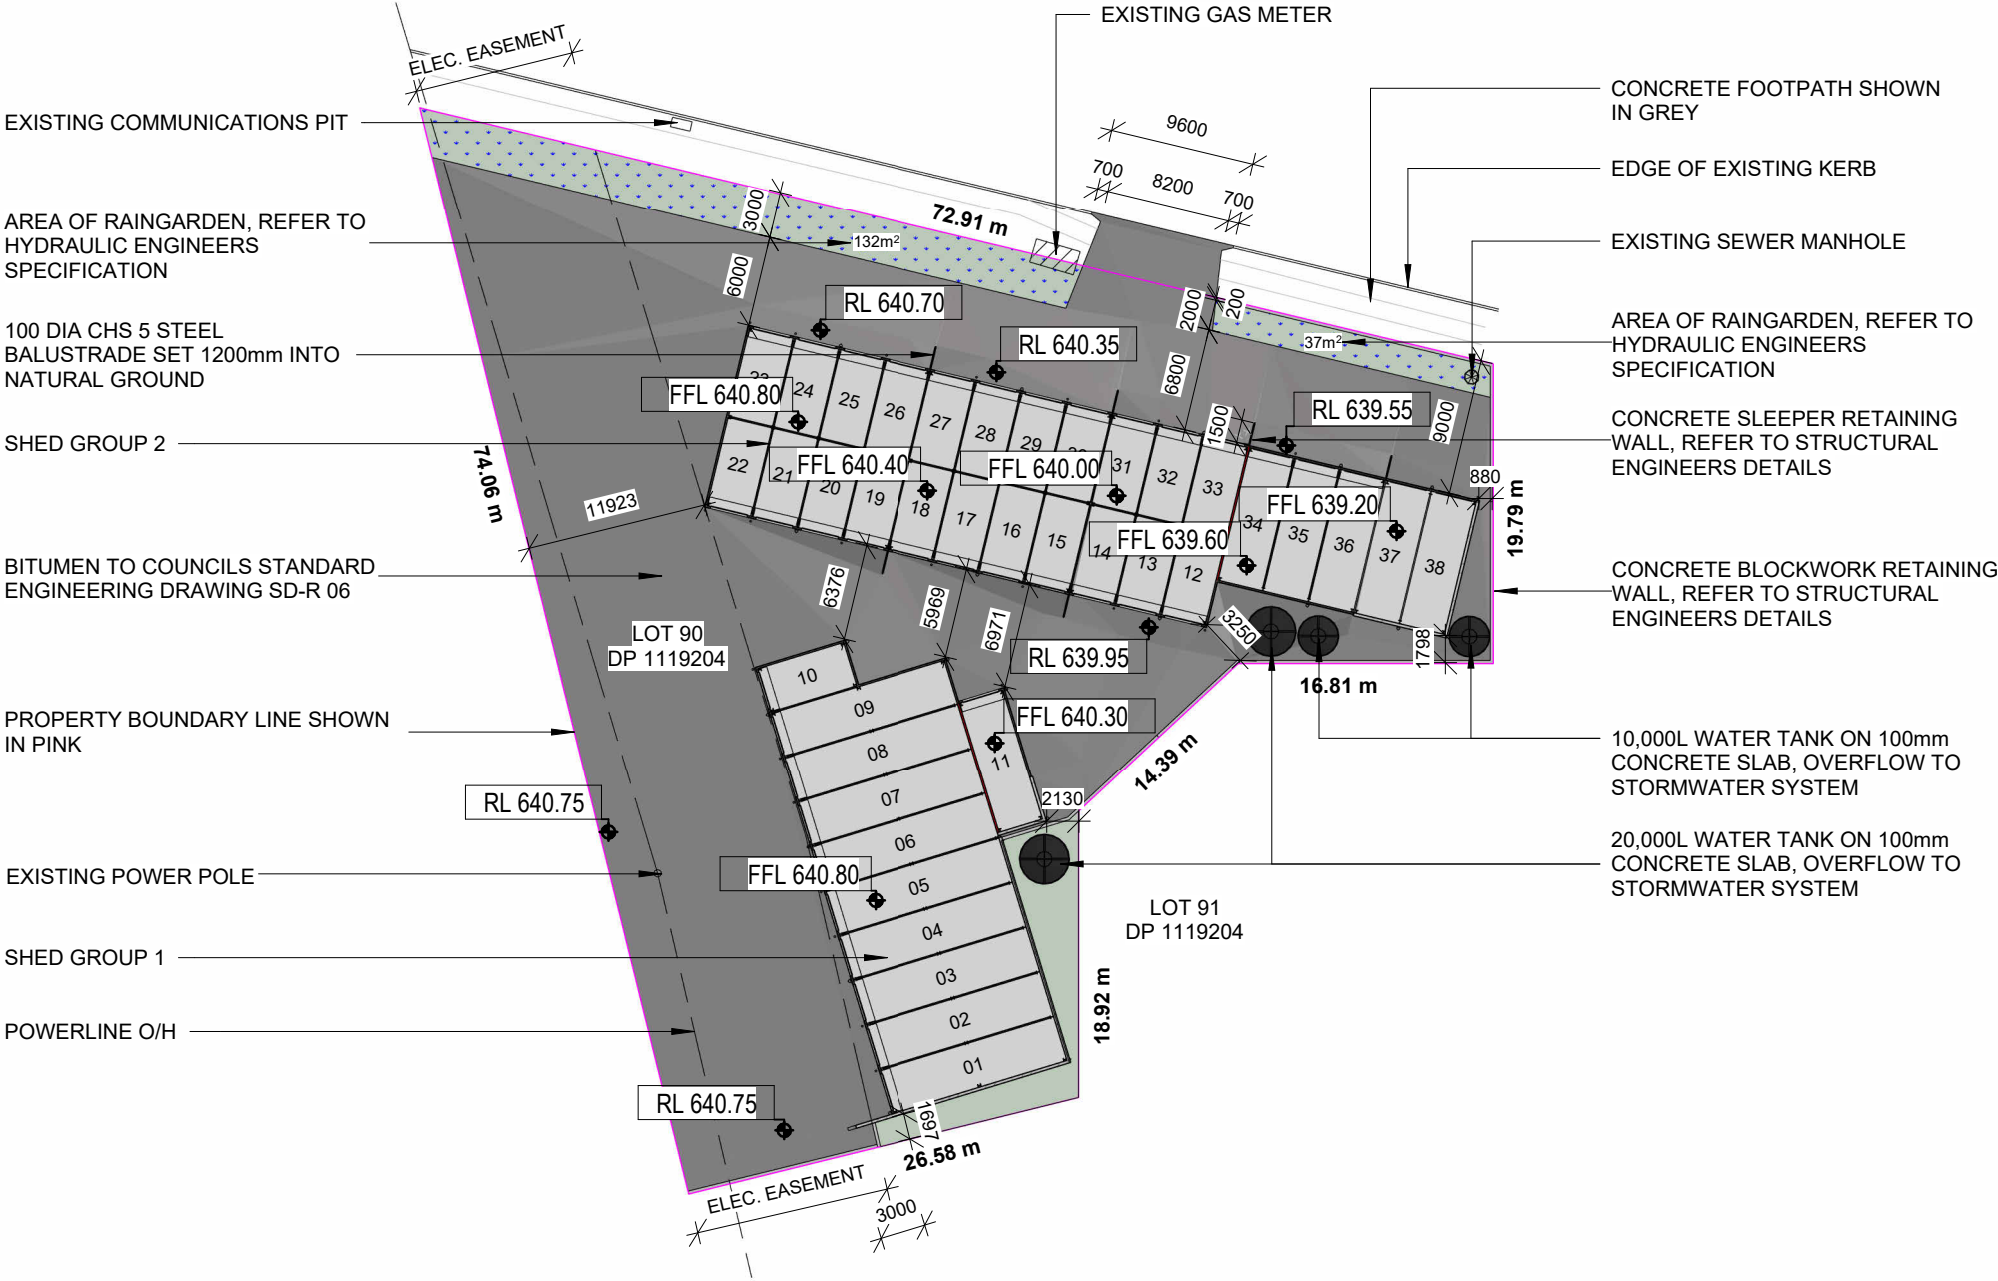 EXISTING GAS METER
ELEC. EASEMENT
CONCRETE FOOTPATH SHOWN
IN GREY
EXISTING COMMUNICATIONS PIT
9600
700
8200
700
EDGE OF EXISTING KERB
AREA OF RAINGARDEN, REFER TO
HYDRAULIC ENGINEERS
SPECIFICATION
3000
72.91 m
132m²
EXISTING SEWER MANHOLE
6000
RL 640.70
2000
200
AREA OF RAINGARDEN, REFER TO
HYDRAULIC ENGINEERS
SPECIFICATION
37m²
100 DIA CHS 5 STEEL
BALUSTRADE SET 1200mm INTO
NATURAL GROUND
RL 640.35
6800
23
24
25
26
27
28
29
31
32
33
FFL 640.80
1500
RL 639.55
9000
CONCRETE SLEEPER RETAINING
WALL, REFER TO STRUCTURAL
ENGINEERS DETAILS
SHED GROUP 2
74.06 m
22
21
20
19
18
17
16
15
14
13
12
FFL 640.40
FFL 640.00
FFL 639.60
FFL 639.20
34
35
36
37
38
880
19.79 m
11923
BITUMEN TO COUNCILS STANDARD
ENGINEERING DRAWING SD-R 06
6376
5969
6971
CONCRETE BLOCKWORK RETAINING
WALL, REFER TO STRUCTURAL
ENGINEERS DETAILS
LOT 90
DP 1119204
RL 639.95
3250
1798
16.81 m
10
09
08
07
06
05
04
03
02
01
11
FFL 640.30
PROPERTY BOUNDARY LINE SHOWN
IN PINK
14.39 m
10,000L WATER TANK ON 100mm
CONCRETE SLAB, OVERFLOW TO
STORMWATER SYSTEM
RL 640.75
2130
20,000L WATER TANK ON 100mm
CONCRETE SLAB, OVERFLOW TO
STORMWATER SYSTEM
EXISTING POWER POLE
FFL 640.80
LOT 91
DP 1119204
SHED GROUP 1
18.92 m
POWERLINE O/H
RL 640.75
1697
26.58 m
ELEC. EASEMENT
3000